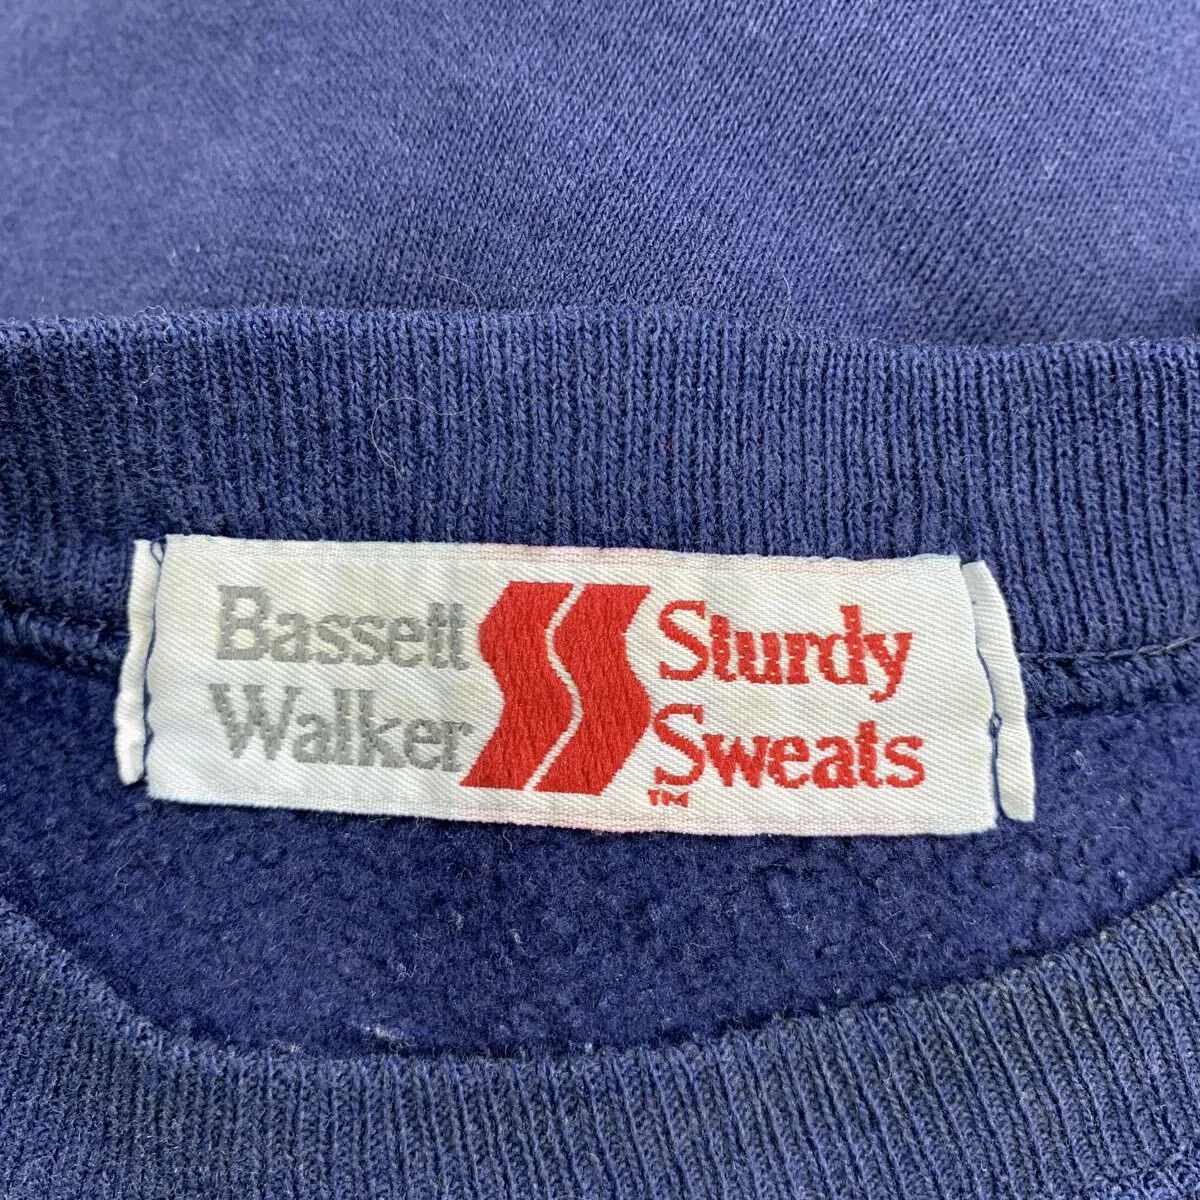 Bassett
Walker
Sturdy
Sweats
TM